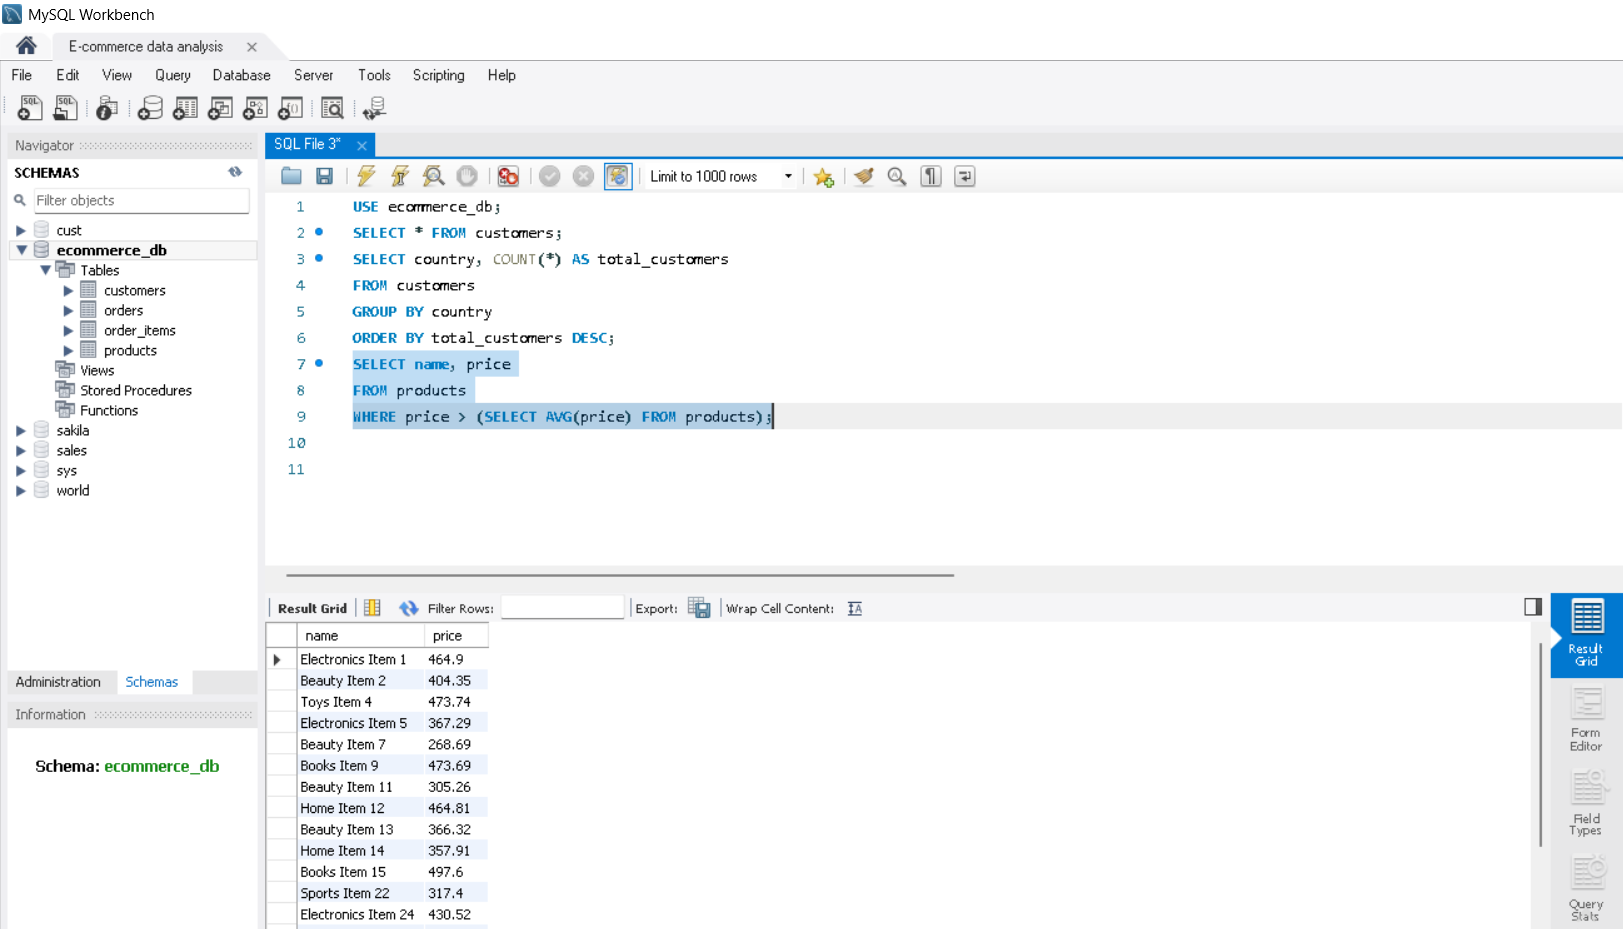 MySQL Workbench
E-commerce data analysis
File Edit View Query Database Server Tools Scripting Help
SQL SQL
Navigator
SCHEMAS
Filter objects
cust
ecommerce_db
Tables
customers
orders
order_items
products
Views
Stored Procedures
Functions
sakila
sales
sys
world
Administration Schemas
Information
Schema: ecommerce_db
SQL File 3*
Limit to 1000 rows
1 USE ecommerce_db;
2 SELECT * FROM customers;
3 SELECT country, COUNT(*) AS total_customers
4 FROM customers
5 GROUP BY country
6 ORDER BY total_customers DESC;
7 SELECT name, price
8 FROM products
9 WHERE price > (SELECT AVG(price) FROM products);
10
11
Result Grid Filter Rows: Export: Wrap Cell Content:
name price
Electronics Item 1 464.9
Beauty Item 2 404.35
Toys Item 4 473.74
Electronics Item 5 367.29
Beauty Item 7 268.69
Books Item 9 473.69
Beauty Item 11 305.26
Home Item 12 464.81
Beauty Item 13 366.32
Home Item 14 357.91
Books Item 15 497.6
Sports Item 22 317.4
Electronics Item 24 430.52
Result
Grid
Form
Editor
Field
Types
Query
Stats